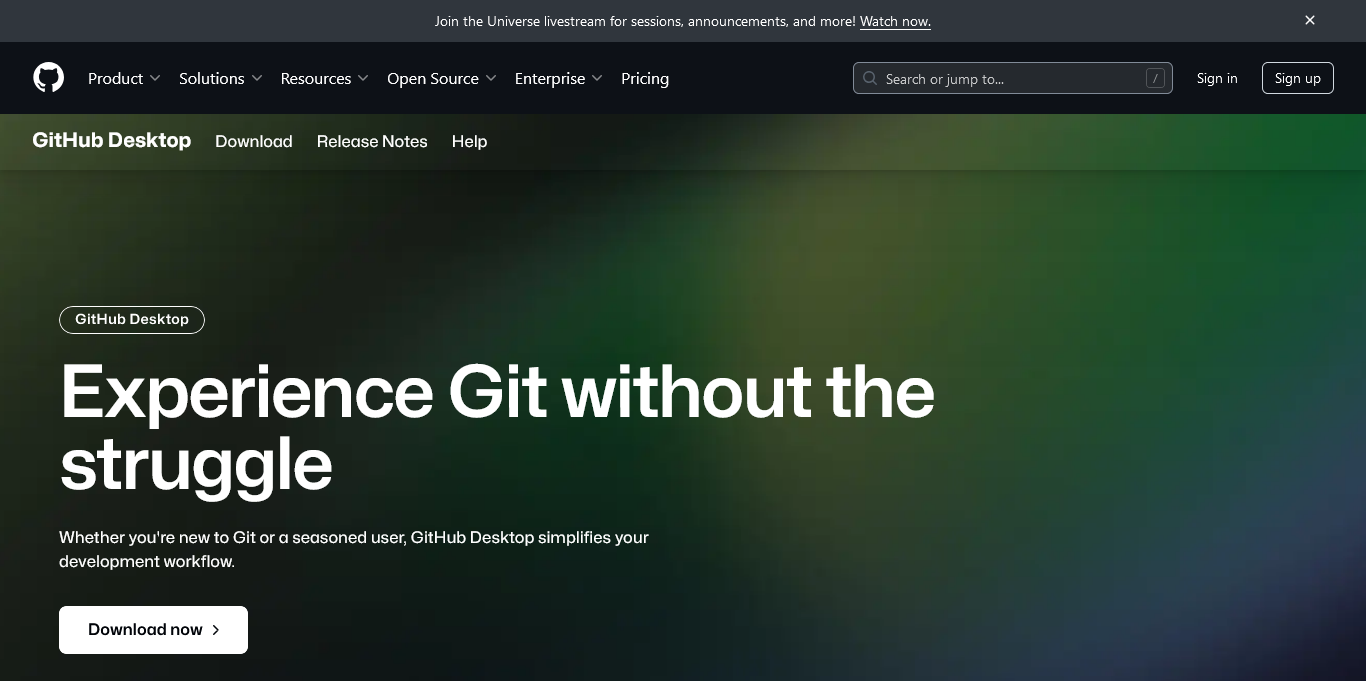 Join the Universe livestream for sessions, announcements, and more! Watch now.
Product Solutions Resources Open Source Enterprise Pricing Search or jump to... / Sign in Sign up
GitHub Desktop Download Release Notes Help
GitHub Desktop
Experience Git without the
struggle
Whether you're new to Git or a seasoned user, GitHub Desktop simplifies your
development workflow.
Download now